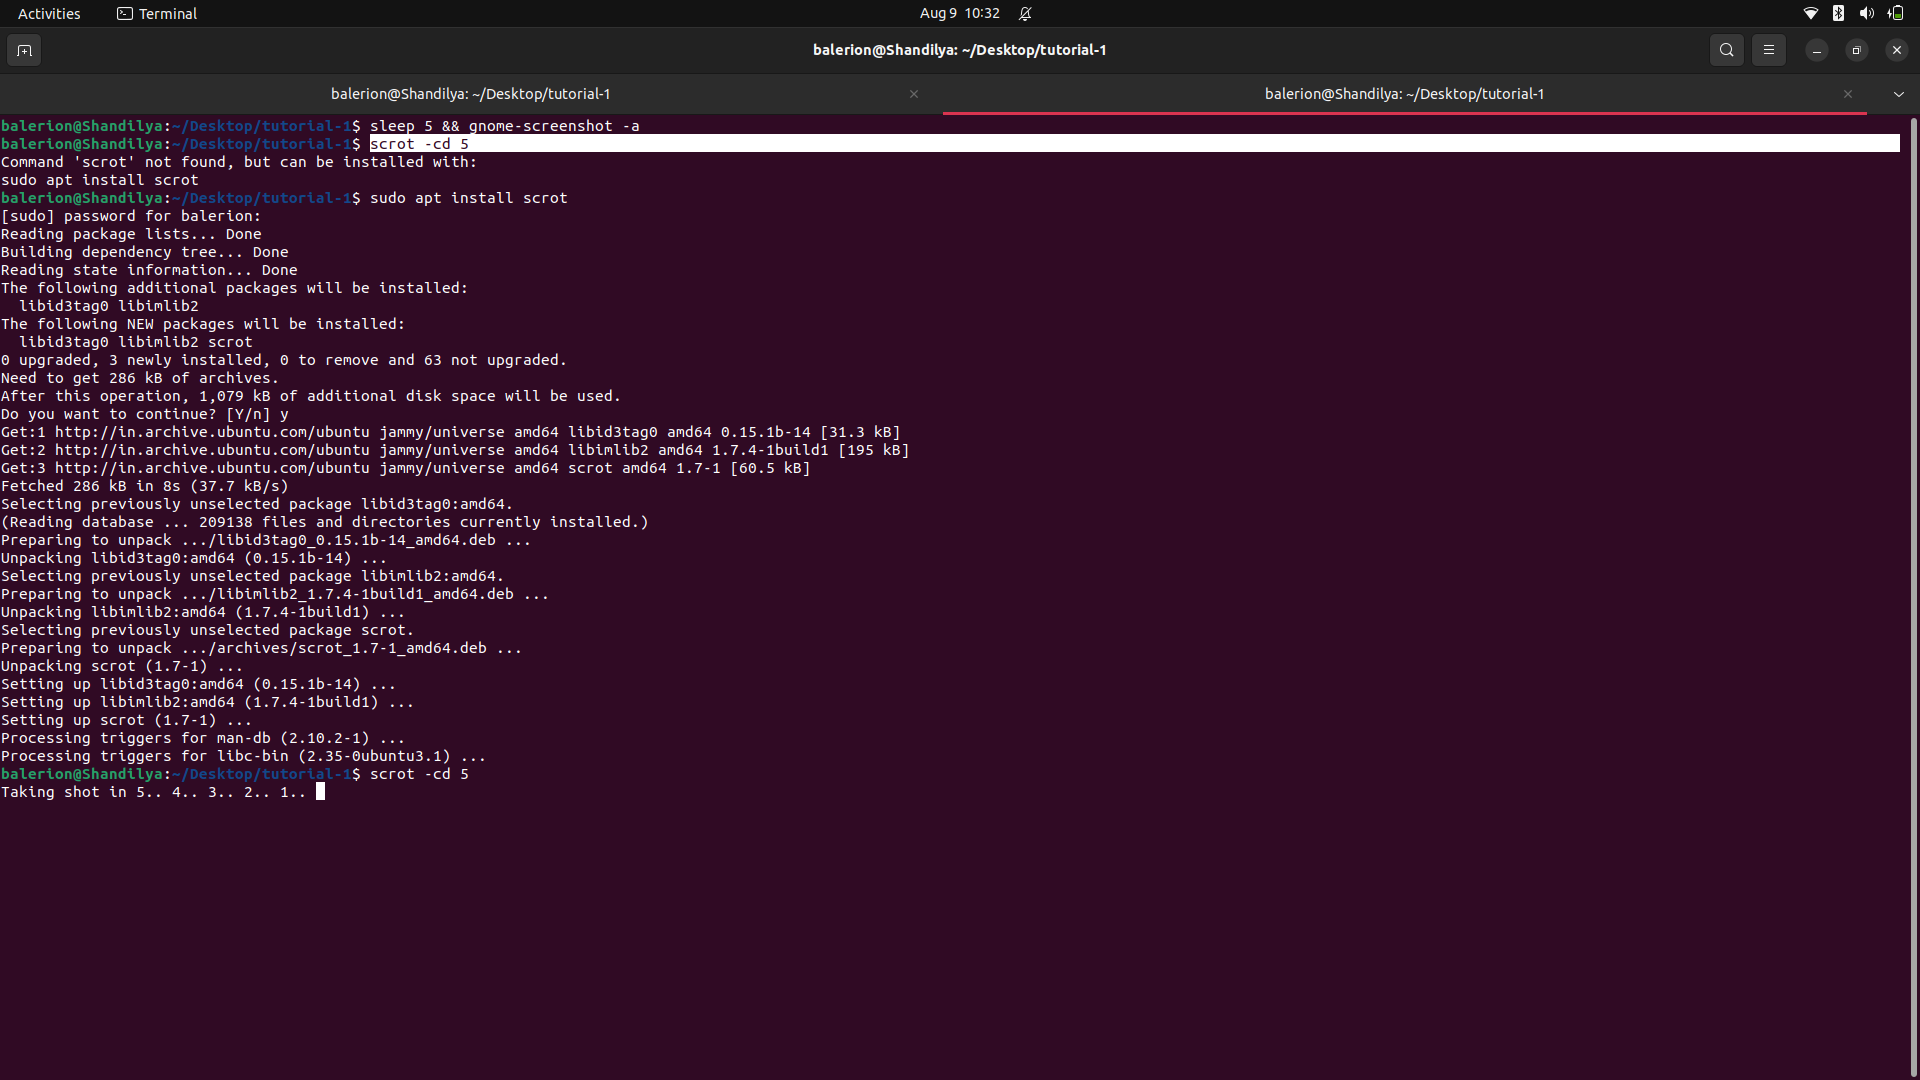 Activities Terminal Aug 9 10:32
balerion@Shandilya: ~/Desktop/tutorial-1
balerion@Shandilya: ~/Desktop/tutorial-1 balerion@Shandilya: ~/Desktop/tutorial-1
balerion@Shandilya:~/Desktop/tutorial-1$ sleep 5 && gnome-screenshot -a
balerion@Shandilya:~/Desktop/tutorial-1$ scrot -cd 5
Command 'scrot' not found, but can be installed with:
sudo apt install scrot
balerion@Shandilya:~/Desktop/tutorial-1$ sudo apt install scrot
[sudo] password for balerion:
Reading package lists... Done
Building dependency tree... Done
Reading state information... Done
The following additional packages will be installed:
  libid3tag0 libimlib2
The following NEW packages will be installed:
  libid3tag0 libimlib2 scrot
0 upgraded, 3 newly installed, 0 to remove and 63 not upgraded.
Need to get 286 kB of archives.
After this operation, 1,079 kB of additional disk space will be used.
Do you want to continue? [Y/n] y
Get:1 http://in.archive.ubuntu.com/ubuntu jammy/universe amd64 libid3tag0 amd64 0.15.1b-14 [31.3 kB]
Get:2 http://in.archive.ubuntu.com/ubuntu jammy/universe amd64 libimlib2 amd64 1.7.4-1build1 [195 kB]
Get:3 http://in.archive.ubuntu.com/ubuntu jammy/universe amd64 scrot amd64 1.7-1 [60.5 kB]
Fetched 286 kB in 8s (37.7 kB/s)
Selecting previously unselected package libid3tag0:amd64.
(Reading database ... 209138 files and directories currently installed.)
Preparing to unpack .../libid3tag0_0.15.1b-14_amd64.deb ...
Unpacking libid3tag0:amd64 (0.15.1b-14) ...
Selecting previously unselected package libimlib2:amd64.
Preparing to unpack .../libimlib2_1.7.4-1build1_amd64.deb ...
Unpacking libimlib2:amd64 (1.7.4-1build1) ...
Selecting previously unselected package scrot.
Preparing to unpack .../archives/scrot_1.7-1_amd64.deb ...
Unpacking scrot (1.7-1) ...
Setting up libid3tag0:amd64 (0.15.1b-14) ...
Setting up libimlib2:amd64 (1.7.4-1build1) ...
Setting up scrot (1.7-1) ...
Processing triggers for man-db (2.10.2-1) ...
Processing triggers for libc-bin (2.35-0ubuntu3.1) ...
balerion@Shandilya:~/Desktop/tutorial-1$ scrot -cd 5
Taking shot in 5.. 4.. 3.. 2.. 1..